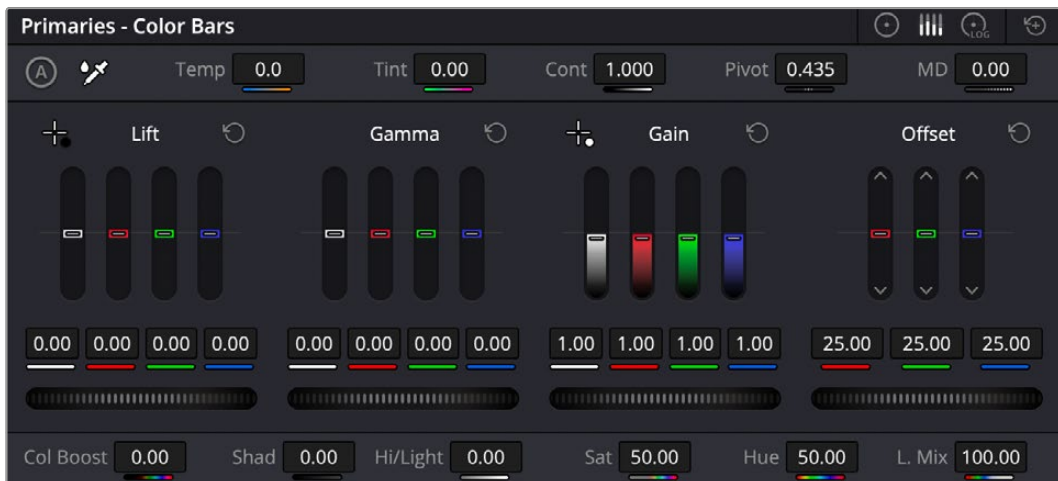 Primaries - Color Bars
LOG
A Temp 0.0 Tint 0.00 Cont 1.000 Pivot 0.435 MD 0.00
Lift Gamma Gain Offset
0.00 0.00 0.00 0.00 0.00 0.00 0.00 0.00 1.00 1.00 1.00 1.00 25.00 25.00 25.00
Col Boost 0.00 Shad 0.00 Hi/Light 0.00 Sat 50.00 Hue 50.00 L. Mix 100.00